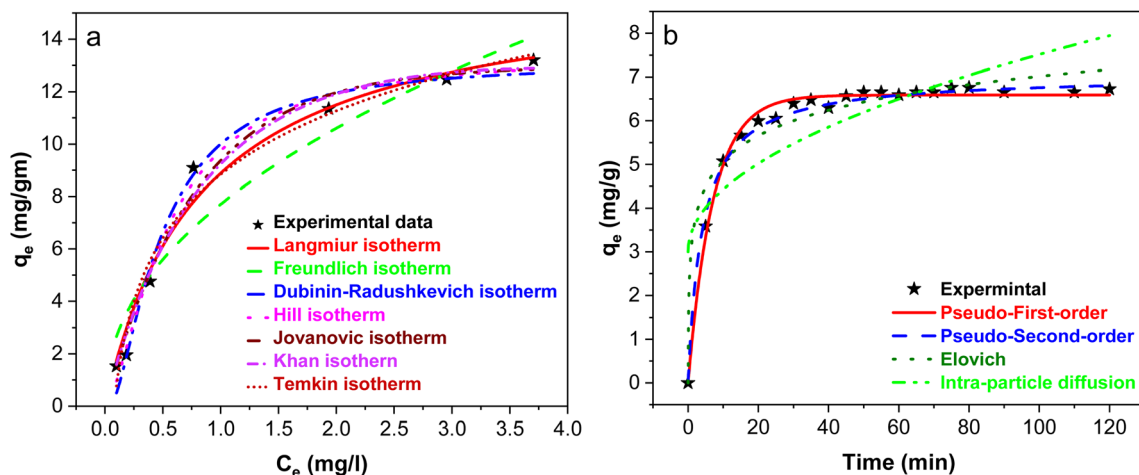 a
q_e (mg/gm)
14
12
10
8
6
4
2
0
Experimental data
Langmiur isotherm
Freundlich isotherm
Dubinin-Radushkevich isotherm
Hill isotherm
Jovanovic isotherm
Khan isothern
Temkin isotherm
0.0 0.5 1.0 1.5 2.0 2.5 3.0 3.5 4.0
C_e (mg/l)
b
q_e (mg/g)
8
7
6
5
4
3
2
1
0
Expermintal
Pseudo-First-order
Pseudo-Second-order
Elovich
Intra-particle diffusion
0 20 40 60 80 100 120
Time (min)